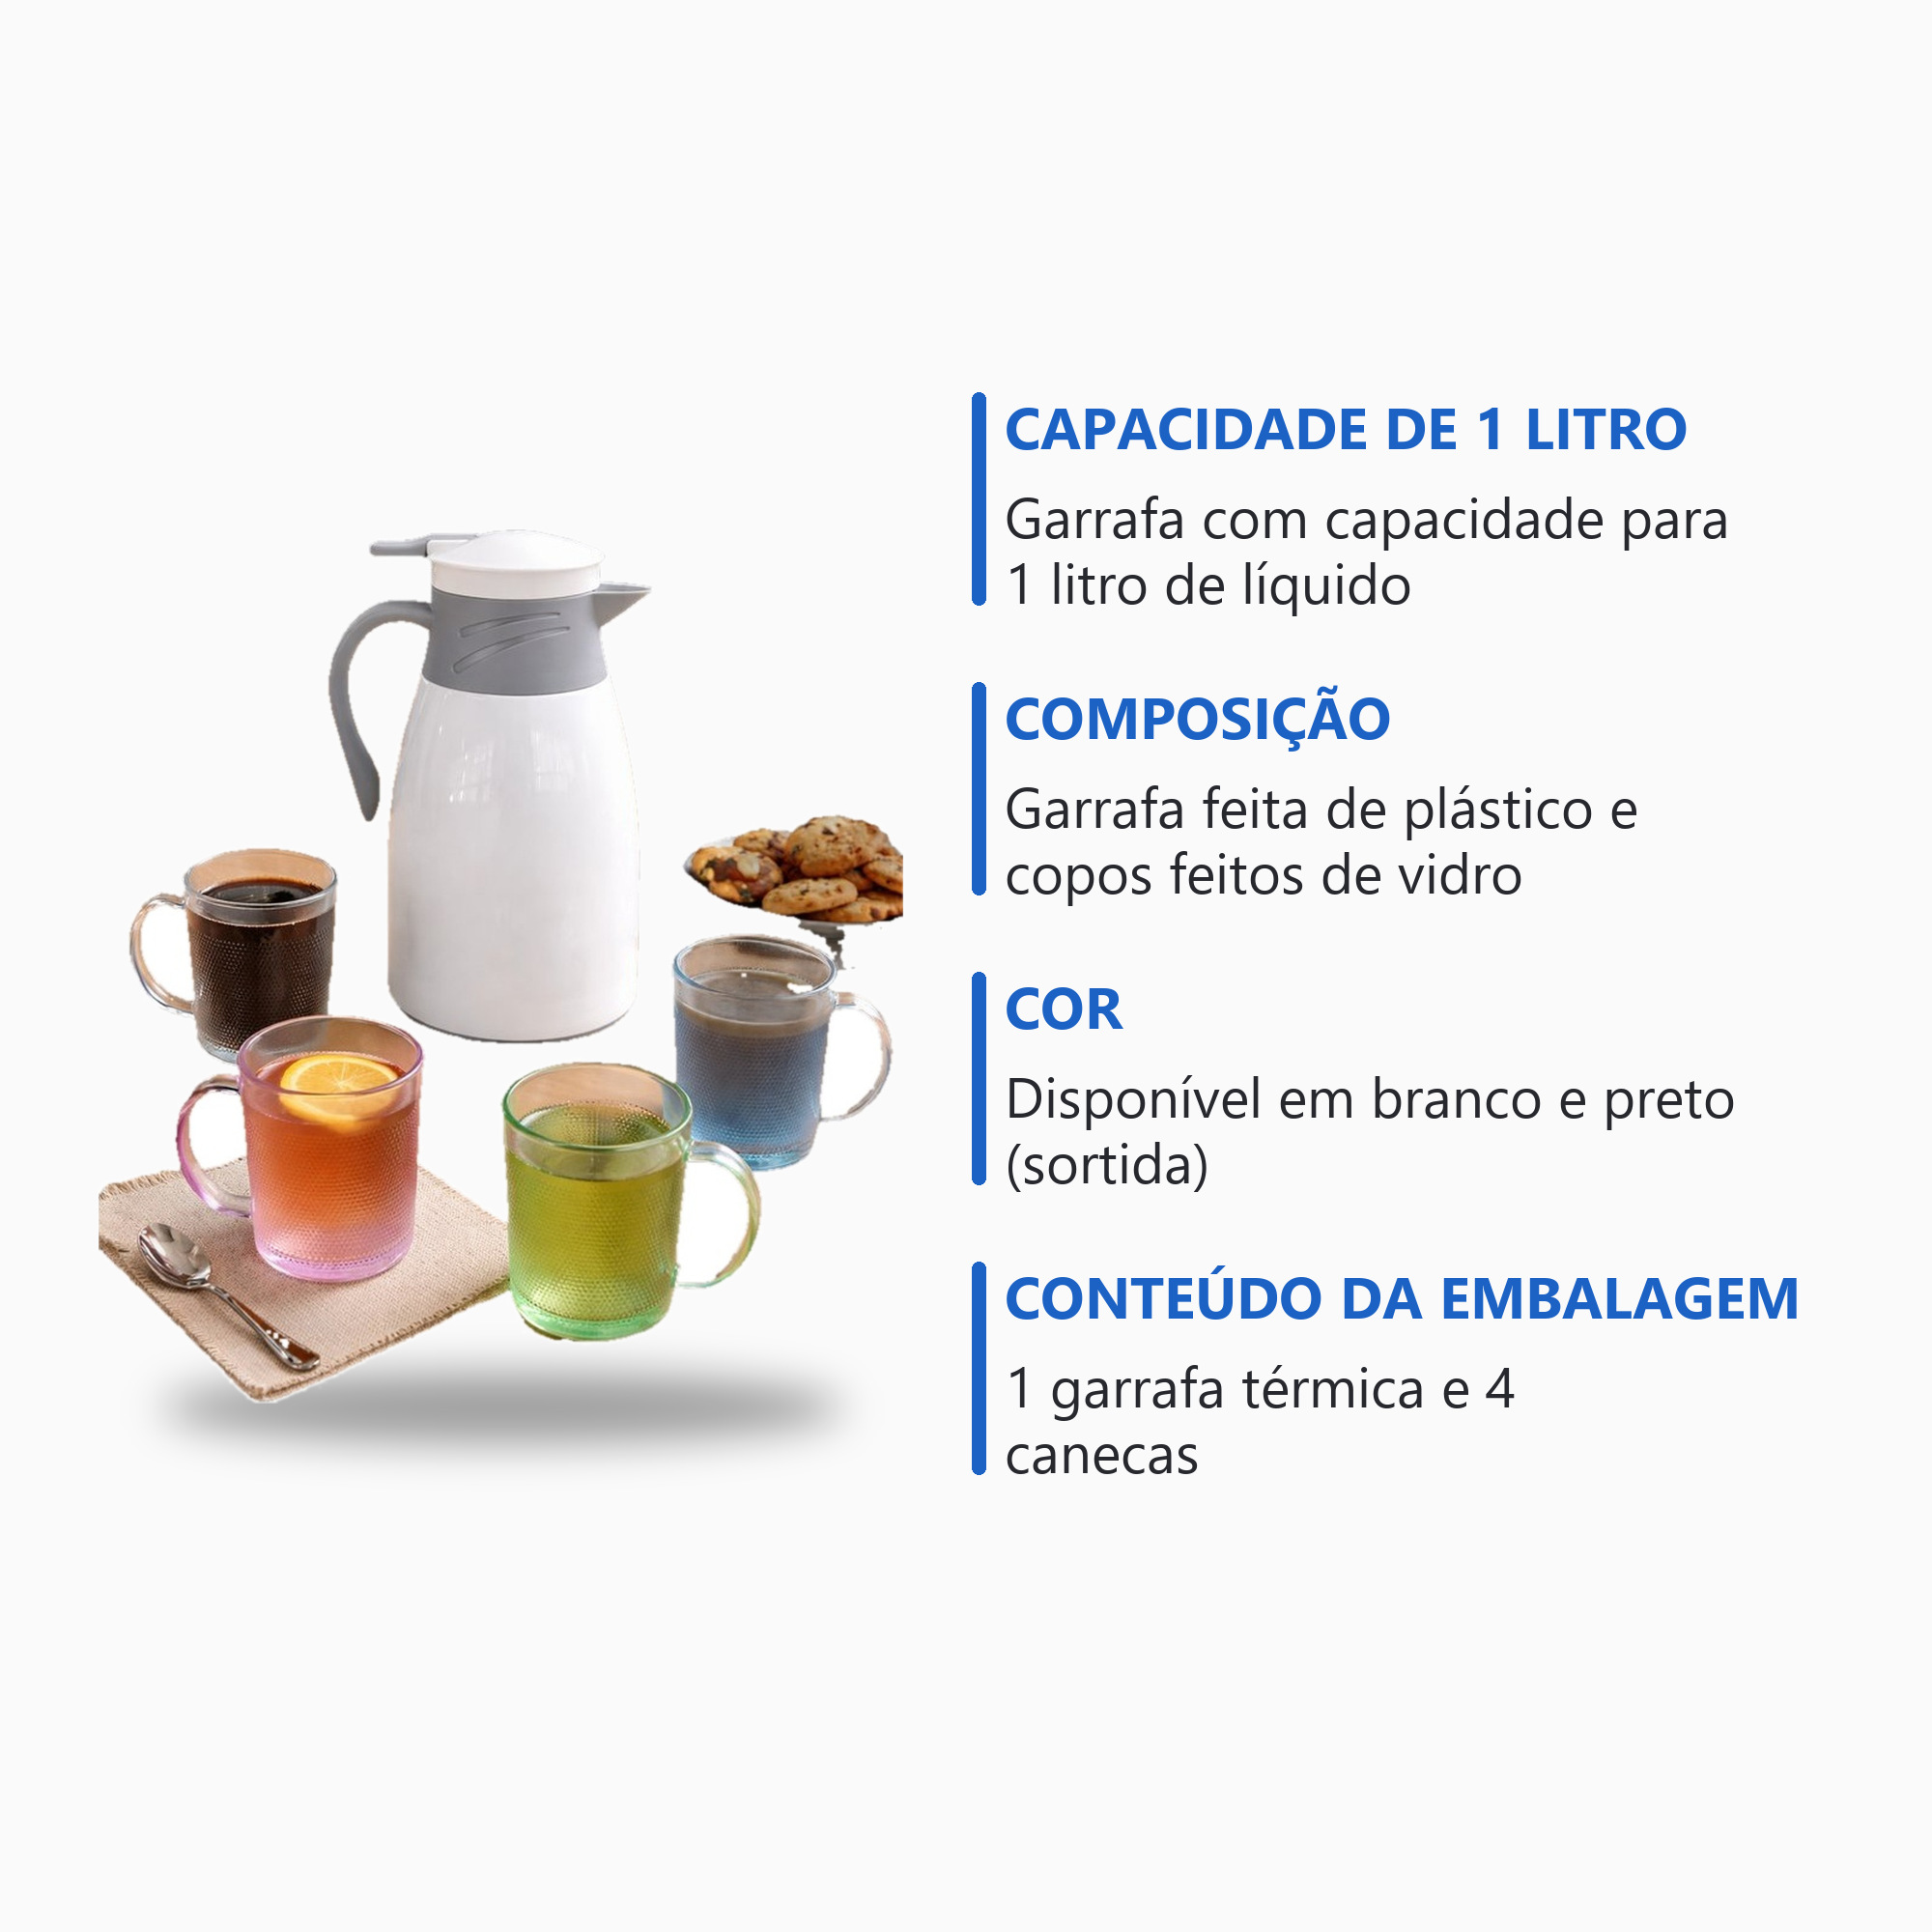 CAPACIDADE DE 1 LITRO
Garrafa com capacidade para
1 litro de líquido
COMPOSIÇÃO
Garrafa feita de plástico e
copos feitos de vidro
COR
Disponível em branco e preto
(sortida)
CONTEÚDO DA EMBALAGEM
1 garrafa térmica e 4
canecas